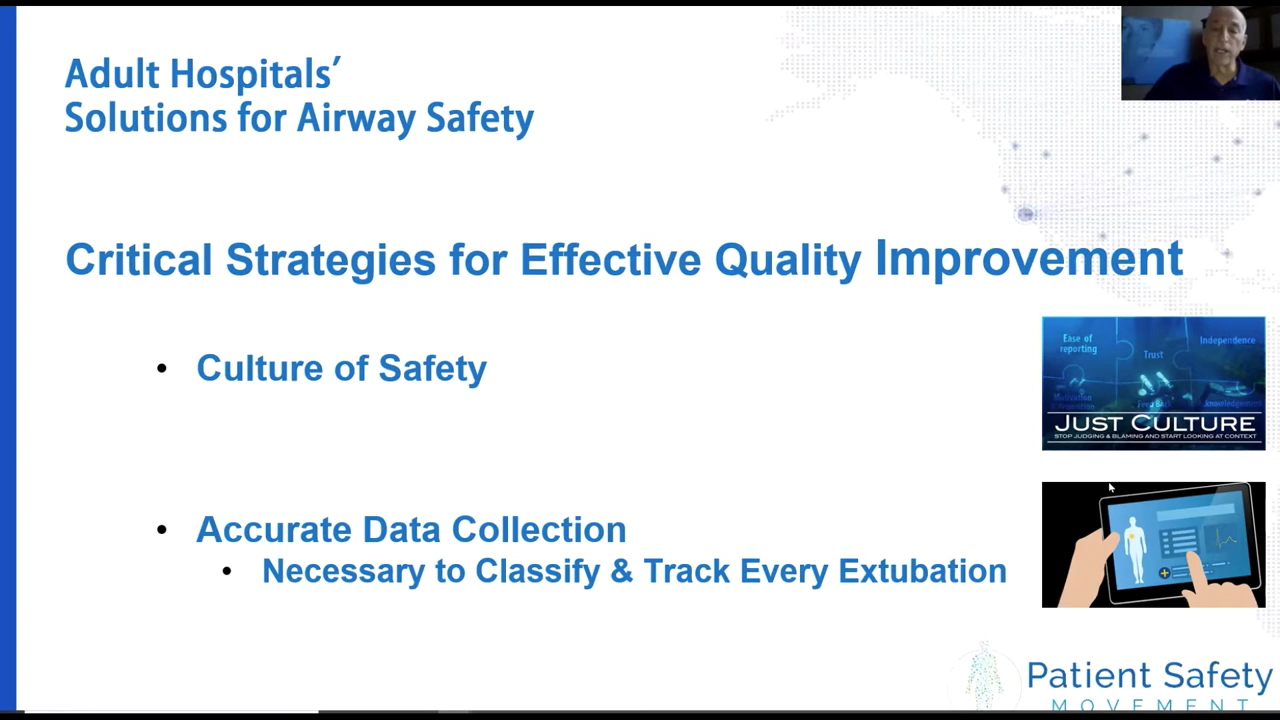 Adult Hospitals’
Solutions for Airway Safety
Critical Strategies for Effective Quality Improvement
• Culture of Safety
Ease of
reporting
Trust
Independence
JUST CULTURE
STOP JUDGING & BLAMING AND START LOOKING AT CONTEXT
• Accurate Data Collection
• Necessary to Classify & Track Every Extubation
Patient Safety
MOVEMENT